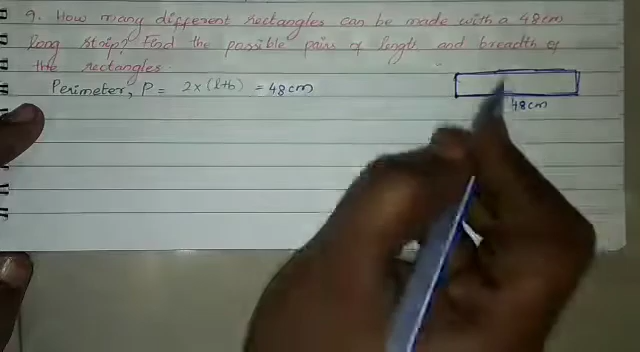 9. How many different rectangles can be made with a 48cm
long strip? Find the possible pairs of length and breadth of
the rectangles.
Perimeter, P = 2×(l+b) = 48cm
48cm